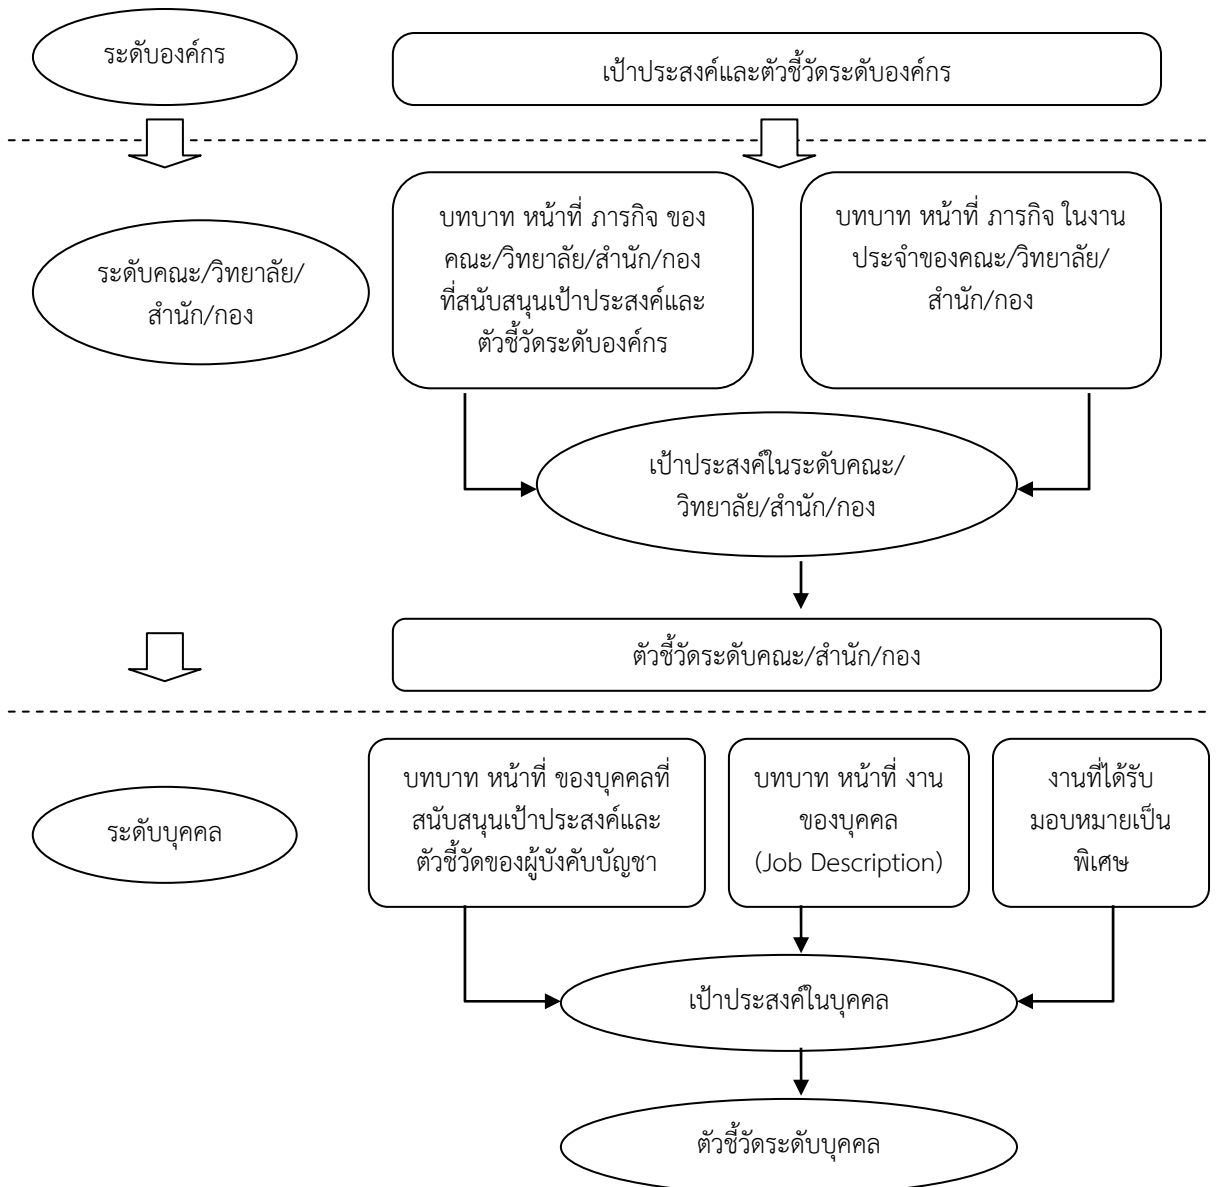 ระดับองค์กร
เป้าประสงค์และตัวชี้วัดระดับองค์กร
ระดับคณะ/วิทยาลัย/
สำนัก/กอง
บทบาท หน้าที่ ภารกิจ ของ
คณะ/วิทยาลัย/สำนัก/กอง
ที่สนับสนุนเป้าประสงค์และ
ตัวชี้วัดระดับองค์กร
บทบาท หน้าที่ ภารกิจ ในงาน
ประจำของคณะ/วิทยาลัย/
สำนัก/กอง
เป้าประสงค์ในระดับคณะ/
วิทยาลัย/สำนัก/กอง
ตัวชี้วัดระดับคณะ/สำนัก/กอง
ระดับบุคคล
บทบาท หน้าที่ ของบุคคลที่
สนับสนุนเป้าประสงค์และ
ตัวชี้วัดของผู้บังคับบัญชา
บทบาท หน้าที่ งาน
ของบุคคล
(Job Description)
งานที่ได้รับ
มอบหมายเป็น
พิเศษ
เป้าประสงค์ในบุคคล
ตัวชี้วัดระดับบุคคล